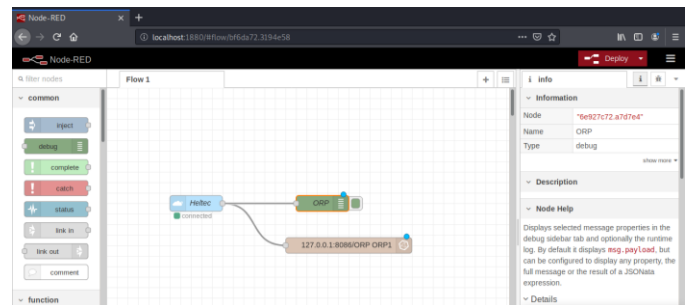 Node-RED
localhost:1880/#flow/bf6da72.3194e58
Node-RED
Deploy
filter nodes
Flow 1
info
i
common
Information
Node
"6e927c72.a7d7e4"
Name
ORP
Type
debug
show more
inject
debug
complete
catch
status
link in
link out
comment
function
Heltec
connected
ORP
127.0.0.1:8086/ORP ORP1
Description
Node Help
Displays selected message properties in the
debug sidebar tab and optionally the runtime
log. By default it displays msg.payload, but
can be configured to display any property, the
full message or the result of a JSONata
expression.
Details